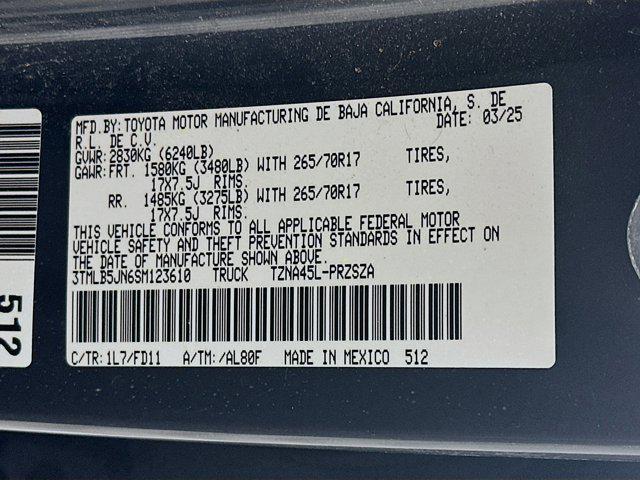 MFD.BY:TOYOTA MOTOR MANUFACTURING DE BAJA CALIFORNIA, S. DE
R.L. DE C.V. DATE: 03/25
GVWR:2830KG (6240LB)
GAWR:FRT. 1580KG (3480LB) WITH 265/70R17 TIRES,
17X7.5J RIMS.
RR. 1485KG (3275LB) WITH 265/70R17 TIRES,
17X7.5J RIMS.
THIS VEHICLE CONFORMS TO ALL APPLICABLE FEDERAL MOTOR
VEHICLE SAFETY AND THEFT PREVENTION STANDARDS IN EFFECT ON
THE DATE OF MANUFACTURE SHOWN ABOVE.
3TMLB5JN6SM123610 TRUCK TZNA45L-PRZSZA
C/TR:1L7/FD11 A/TM:/AL80F MADE IN MEXICO 512
512